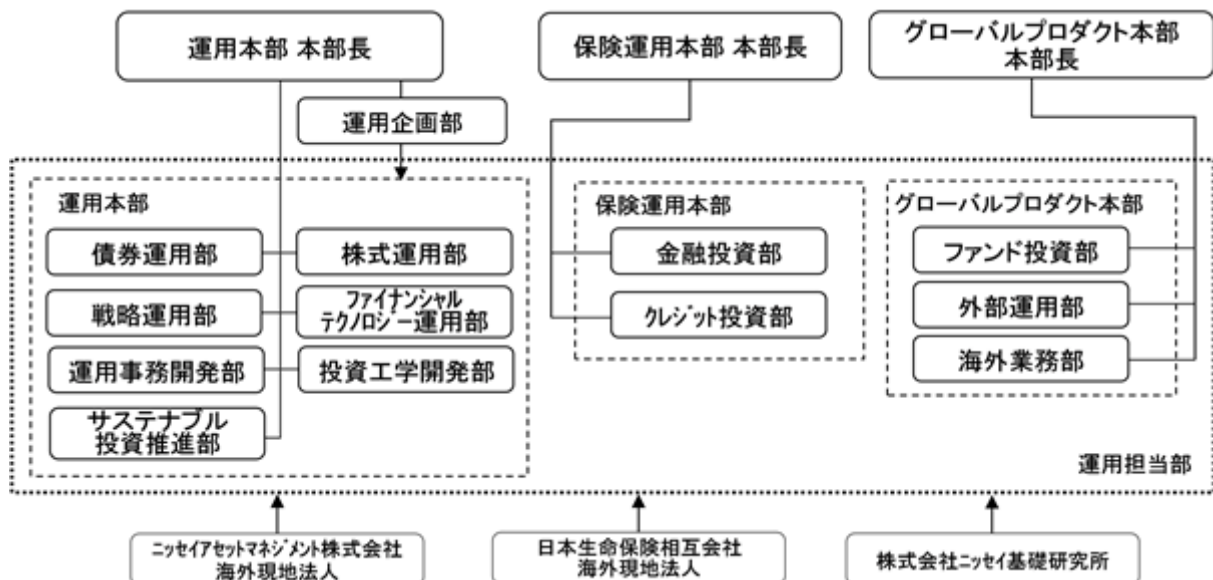 運用本部 本部長
保険運用本部 本部長
グローバルプロダクト本部
本部長
運用企画部
運用本部
債券運用部
株式運用部
戦略運用部
ファイナンシャル
テクノロジー運用部
運用事務開発部
投資工学開発部
サステナブル
投資推進部
保険運用本部
金融投資部
クレジット投資部
グローバルプロダクト本部
ファンド投資部
外部運用部
海外業務部
運用担当部
ニッセイアセットマネジメント株式会社
海外現地法人
日本生命保険相互会社
海外現地法人
株式会社ニッセイ基礎研究所